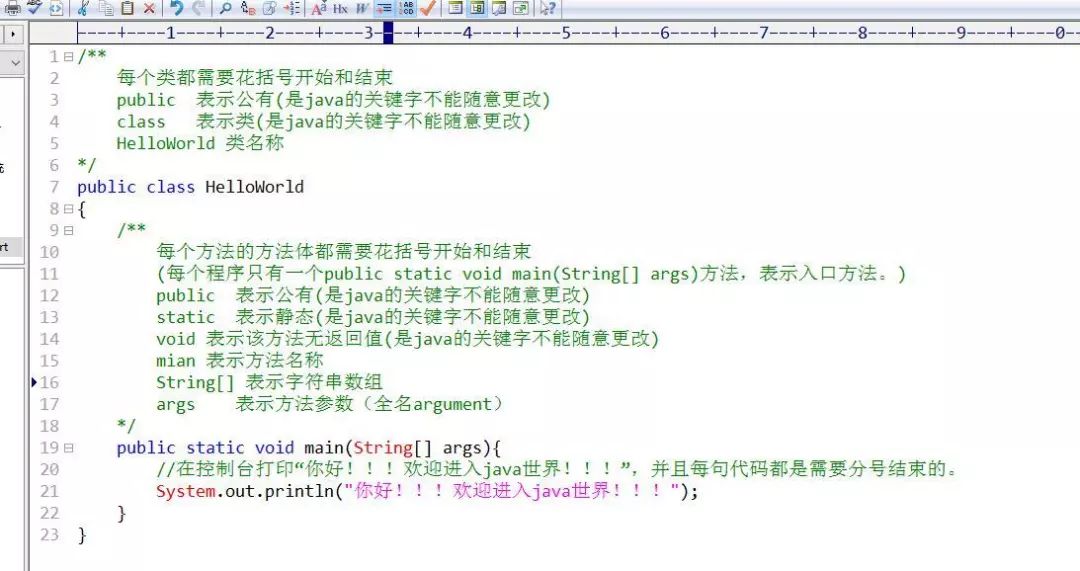 ----+----1----+----2----+----3----+----4----+----5----+----6----+----7----+----8----+----9----+----0--
1 /**
2 每个类都需要花括号开始和结束
3 public 表示公有(是java的关键字不能随意更改)
4 class 表示类(是java的关键字不能随意更改)
5 HelloWorld 类名称
6 */
7 public class HelloWorld
8 {
9 /**
10 每个方法的方法体都需要花括号开始和结束
11 (每个程序只有一个public static void main(String[] args)方法，表示入口方法。)
12 public 表示公有(是java的关键字不能随意更改)
13 static 表示静态(是java的关键字不能随意更改)
14 void 表示该方法无返回值(是java的关键字不能随意更改)
15 mian 表示方法名称
16 String[] 表示字符串数组
17 args 表示方法参数（全名argument）
18 */
19 public static void main(String[] args){
20 //在控制台打印“你好！！！欢迎进入java世界！！！”，并且每句代码都是需要分号结束的。
21 System.out.println("你好！！！欢迎进入java世界！！！");
22 }
23 }